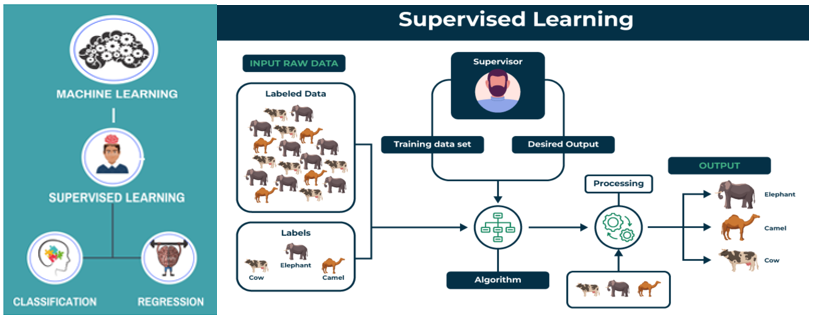 MACHINE LEARNING
SUPERVISED LEARNING
CLASSIFICATION
REGRESSION
Supervised Learning
INPUT RAW DATA
Labeled Data
Labels
Cow
Elephant
Camel
Supervisor
Training data set
Desired Output
Algorithm
Processing
OUTPUT
Elephant
Camel
Cow